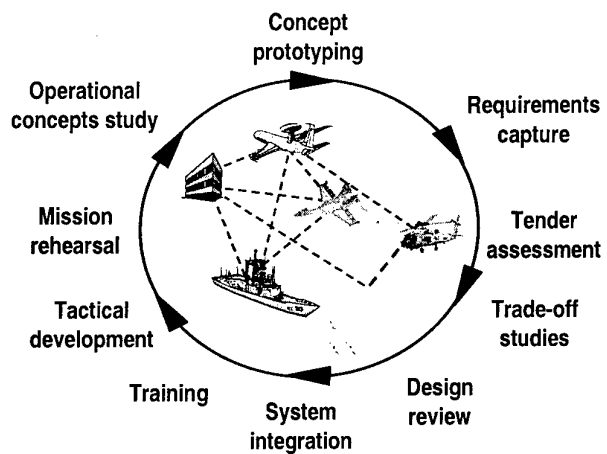 Concept
prototyping
Requirements
capture
Tender
assessment
Trade-off
studies
Design
review
System
integration
Training
Tactical
development
Mission
rehearsal
Operational
concepts study